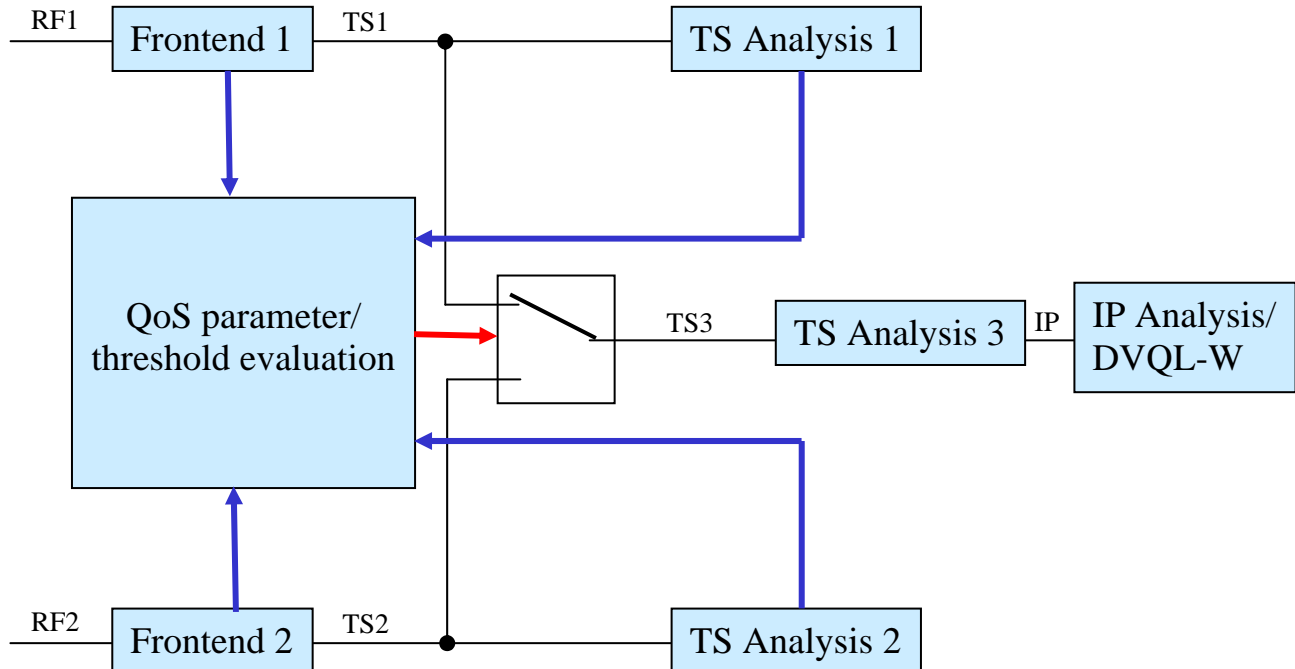 RF1
Frontend 1
TS1
TS Analysis 1
QoS parameter/
threshold evaluation
TS3
TS Analysis 3
IP
IP Analysis/
DVQL-W
RF2
Frontend 2
TS2
TS Analysis 2